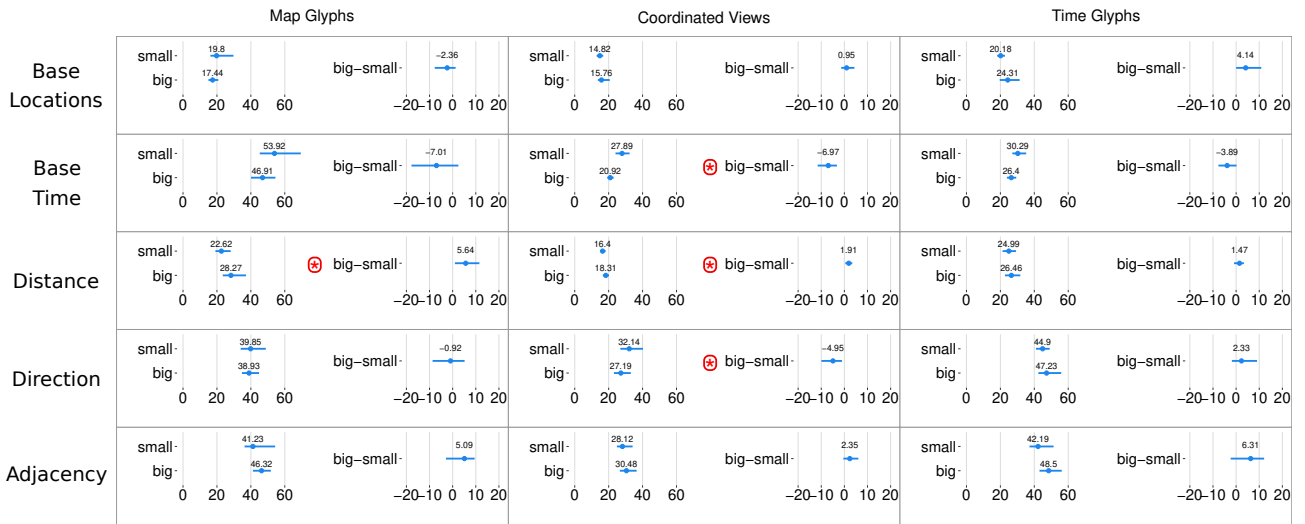 Map Glyphs Coordinated Views Time Glyphs
Base Locations
small 19.8 big 17.44 0 20 40 60 big−small −2.36 −20 −10 0 10 20
small 14.82 big 15.76 0 20 40 60 big−small 0.95 −20 −10 0 10 20
small 20.18 big 24.31 0 20 40 60 big−small 4.14 −20 −10 0 10 20
Base Time
small 53.92 big 46.91 0 20 40 60 big−small −7.01 −20 −10 0 10 20
small 27.89 big 20.92 0 20 40 60 * big−small −6.97 −20 −10 0 10 20
small 30.29 big 26.4 0 20 40 60 big−small −3.89 −20 −10 0 10 20
Distance
small 22.62 big 28.27 0 20 40 60 * big−small 5.64 −20 −10 0 10 20
small 16.4 big 18.31 0 20 40 60 * big−small 1.91 −20 −10 0 10 20
small 24.99 big 26.46 0 20 40 60 big−small 1.47 −20 −10 0 10 20
Direction
small 39.85 big 38.93 0 20 40 60 big−small −0.92 −20 −10 0 10 20
small 32.14 big 27.19 0 20 40 60 * big−small −4.95 −20 −10 0 10 20
small 44.9 big 47.23 0 20 40 60 big−small 2.33 −20 −10 0 10 20
Adjacency
small 41.23 big 46.32 0 20 40 60 big−small 5.09 −20 −10 0 10 20
small 28.12 big 30.48 0 20 40 60 big−small 2.35 −20 −10 0 10 20
small 42.19 big 48.5 0 20 40 60 big−small 6.31 −20 −10 0 10 20